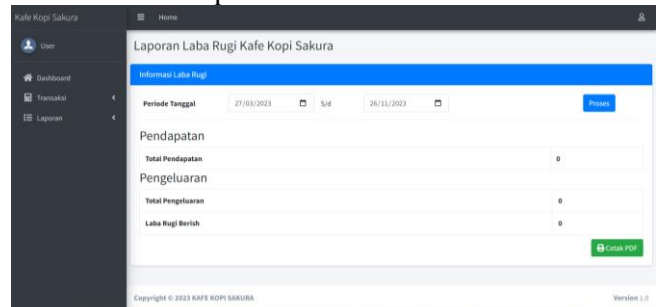 Kafe Kopi Sakura
Home
User
Laporan Laba Rugi Kafe Kopi Sakura
Dashboard
Informasi Laba Rugi
Transaksi
Periode Tanggal 27/03/2023 S/d 26/11/2023 Proses
Laporan
Pendapatan
Total Pendapatan 0
Pengeluaran
Total Pengeluaran 0
Laba Rugi Berish 0
Cetak PDF
Copyright © 2023 KAFE KOPI SAKURA Version 1.0